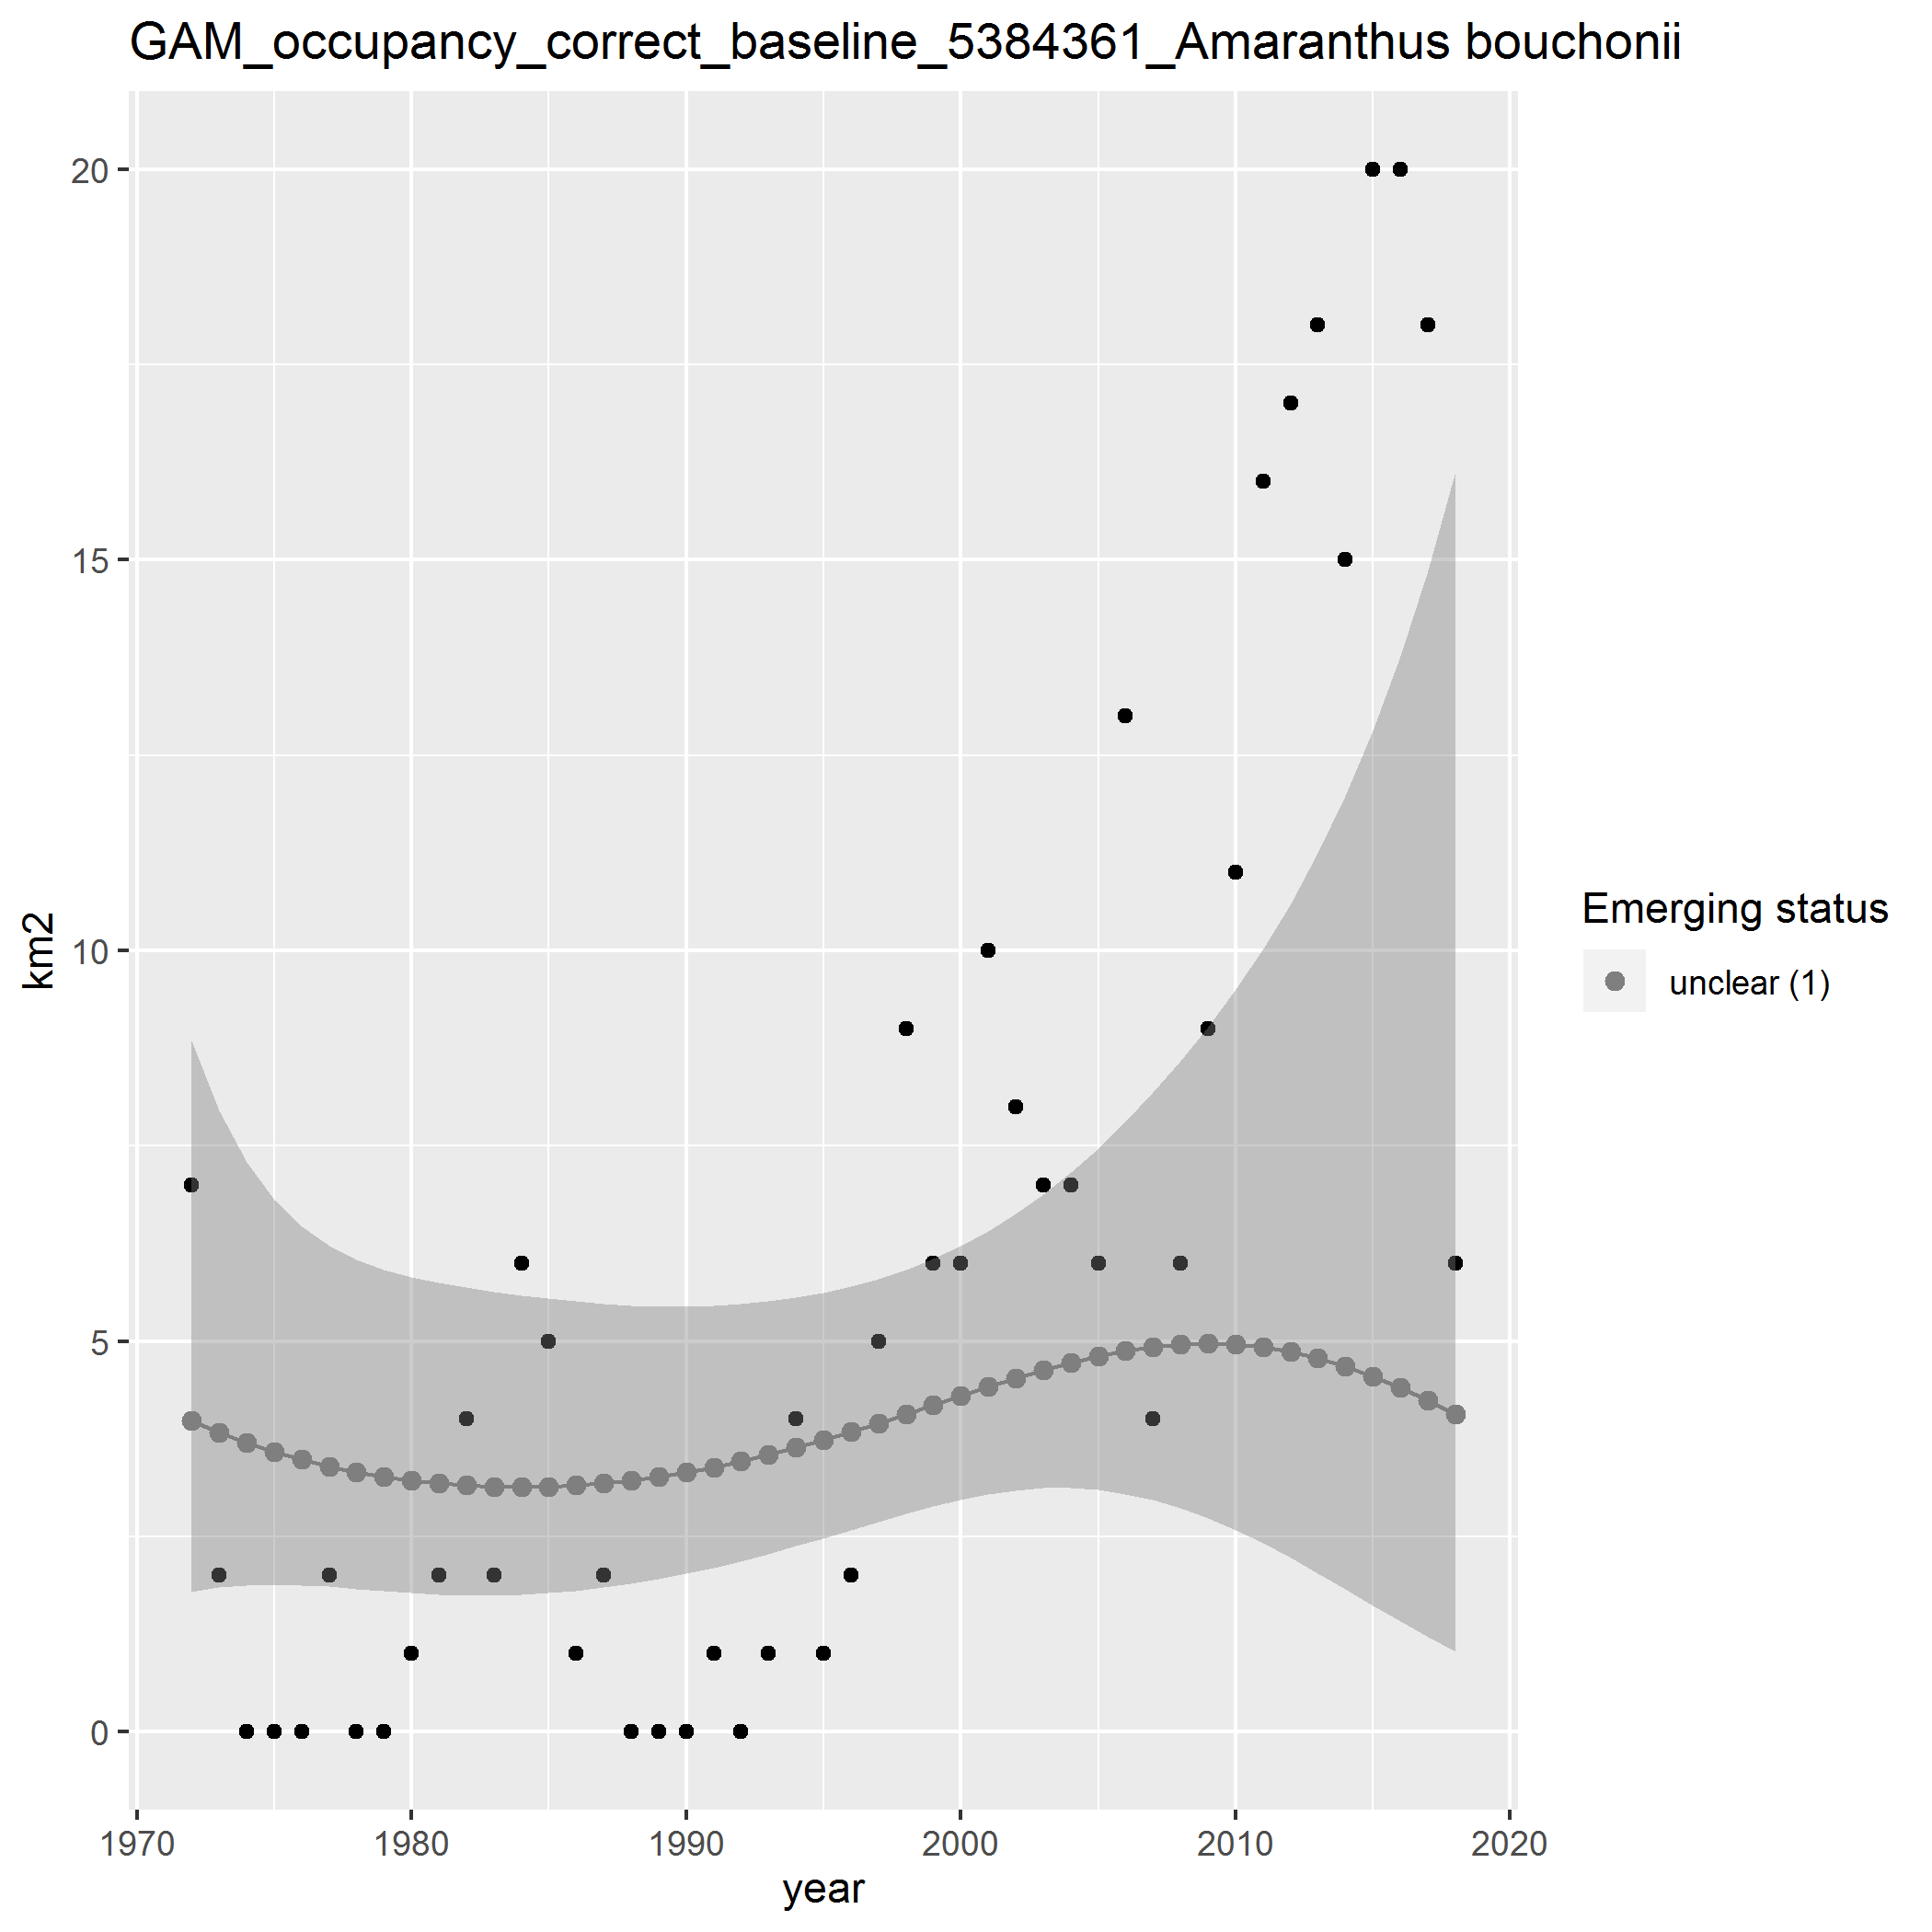 GAM_occupancy_correct_baseline_5384361_Amaranthus bouchonii
20
15
10
5
0
km2
1970 1980 1990 2000 2010 2020
year
Emerging status
unclear (1)